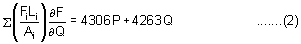 Σ(FᵢLᵢ/Aᵢ)∂F/∂Q = 4306P + 4263Q .......(2)